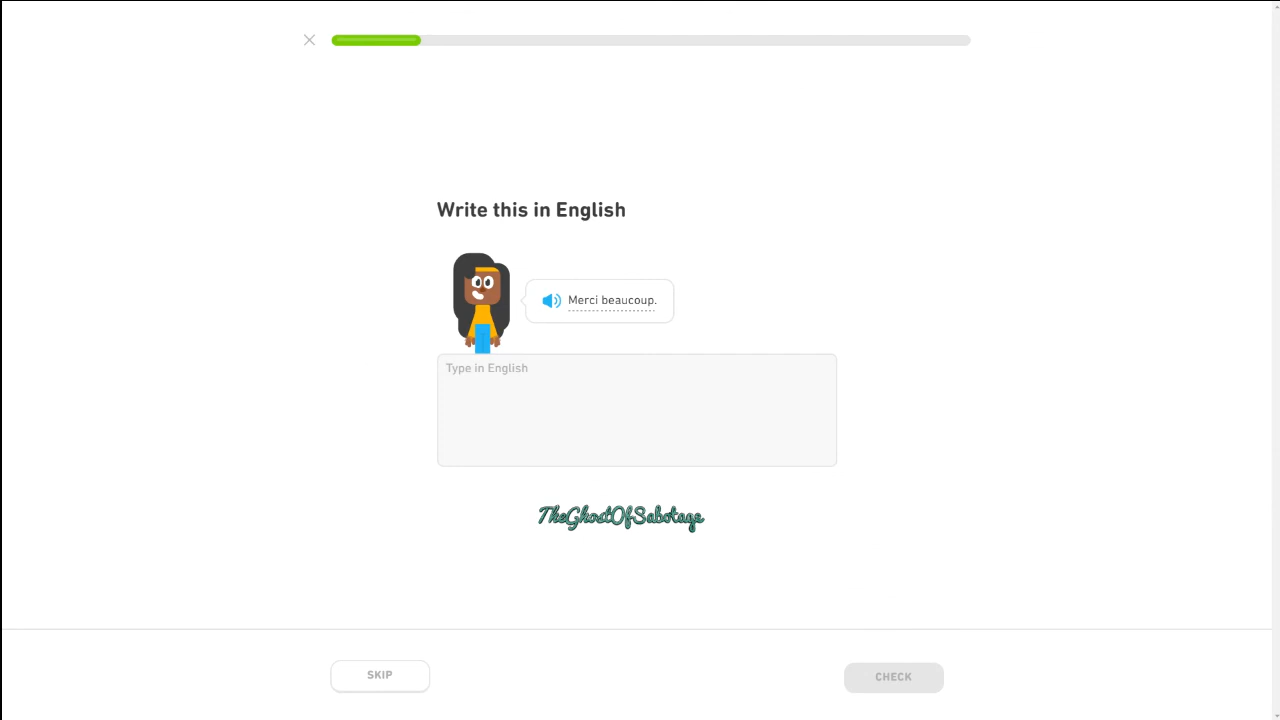 Write this in English
Merci beaucoup.
Type in English
TheGhostOfSabotage
SKIP
CHECK